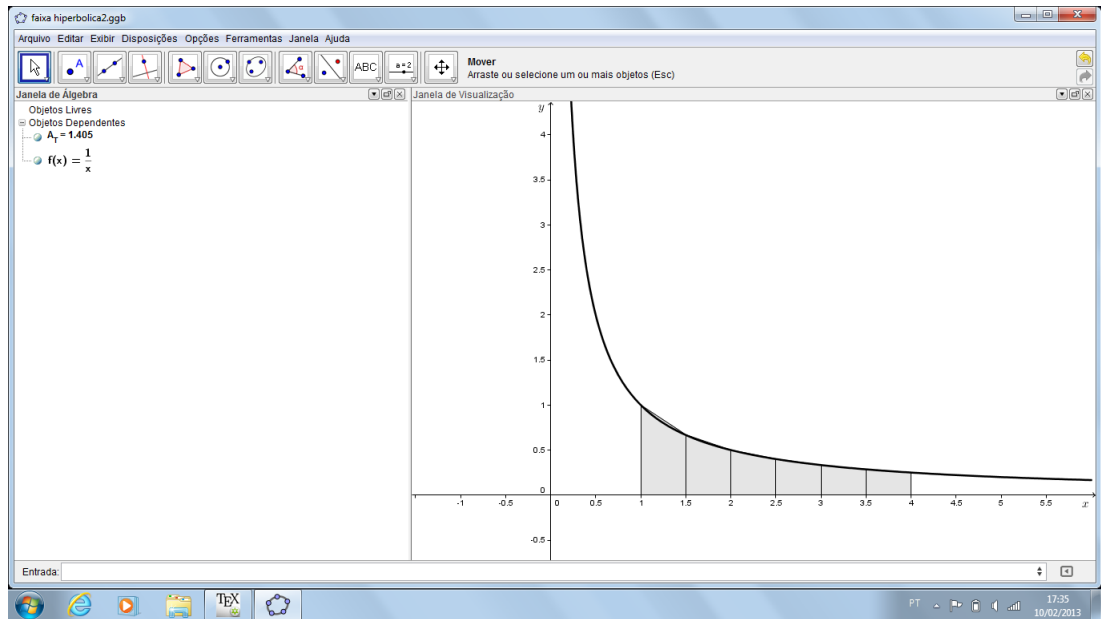 faixa hiperbolica2.ggb
Arquivo Editar Exibir Disposições Opções Ferramentas Janela Ajuda
A
ABC
a=2
Mover
Arraste ou selecione um ou mais objetos (Esc)
Janela de Álgebra
Objetos Livres
Objetos Dependentes
A_T = 1.405
f(x) = 1/x
Janela de Visualização
y
4
3.5
3
2.5
2
1.5
1
0.5
0
-0.5
-1 -0.5 0 0.5 1 1.5 2 2.5 3 3.5 4 4.5 5 5.5 x
Entrada:
TEX
PT
17:35
10/02/2013